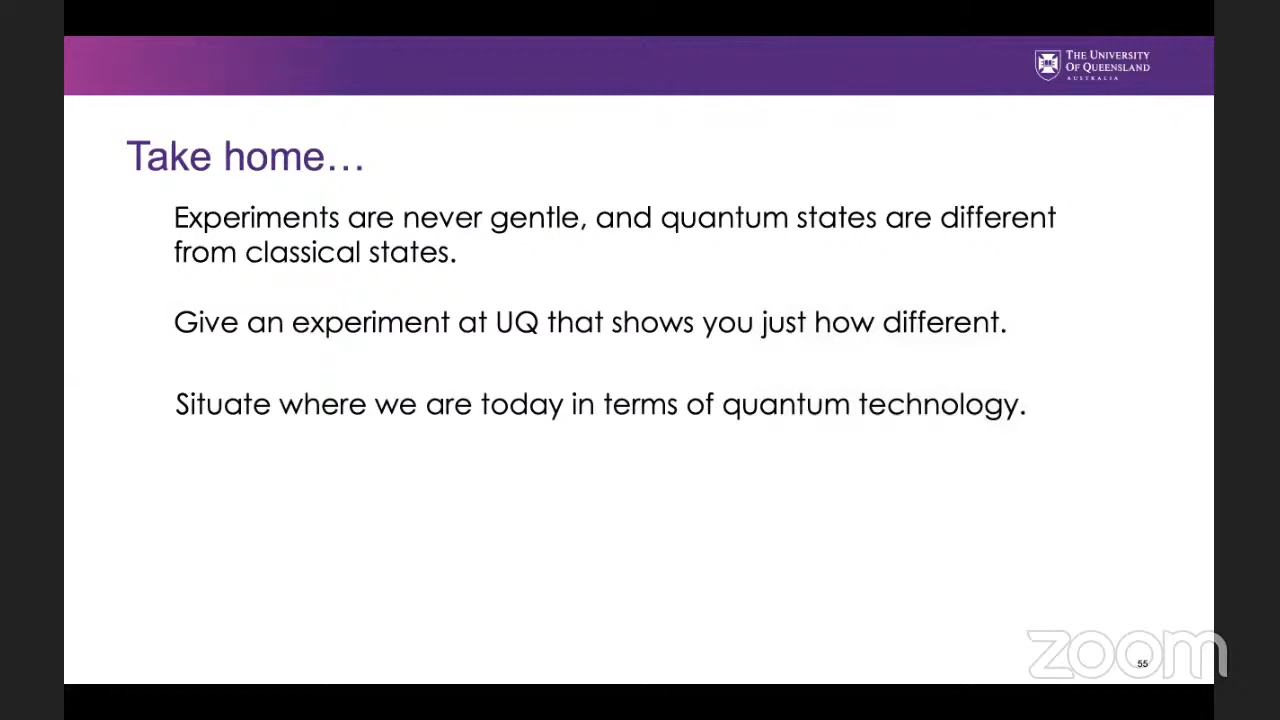 THE UNIVERSITY
OF QUEENSLAND
AUSTRALIA
Take home…
Experiments are never gentle, and quantum states are different
from classical states.
Give an experiment at UQ that shows you just how different.
Situate where we are today in terms of quantum technology.
zoom
55